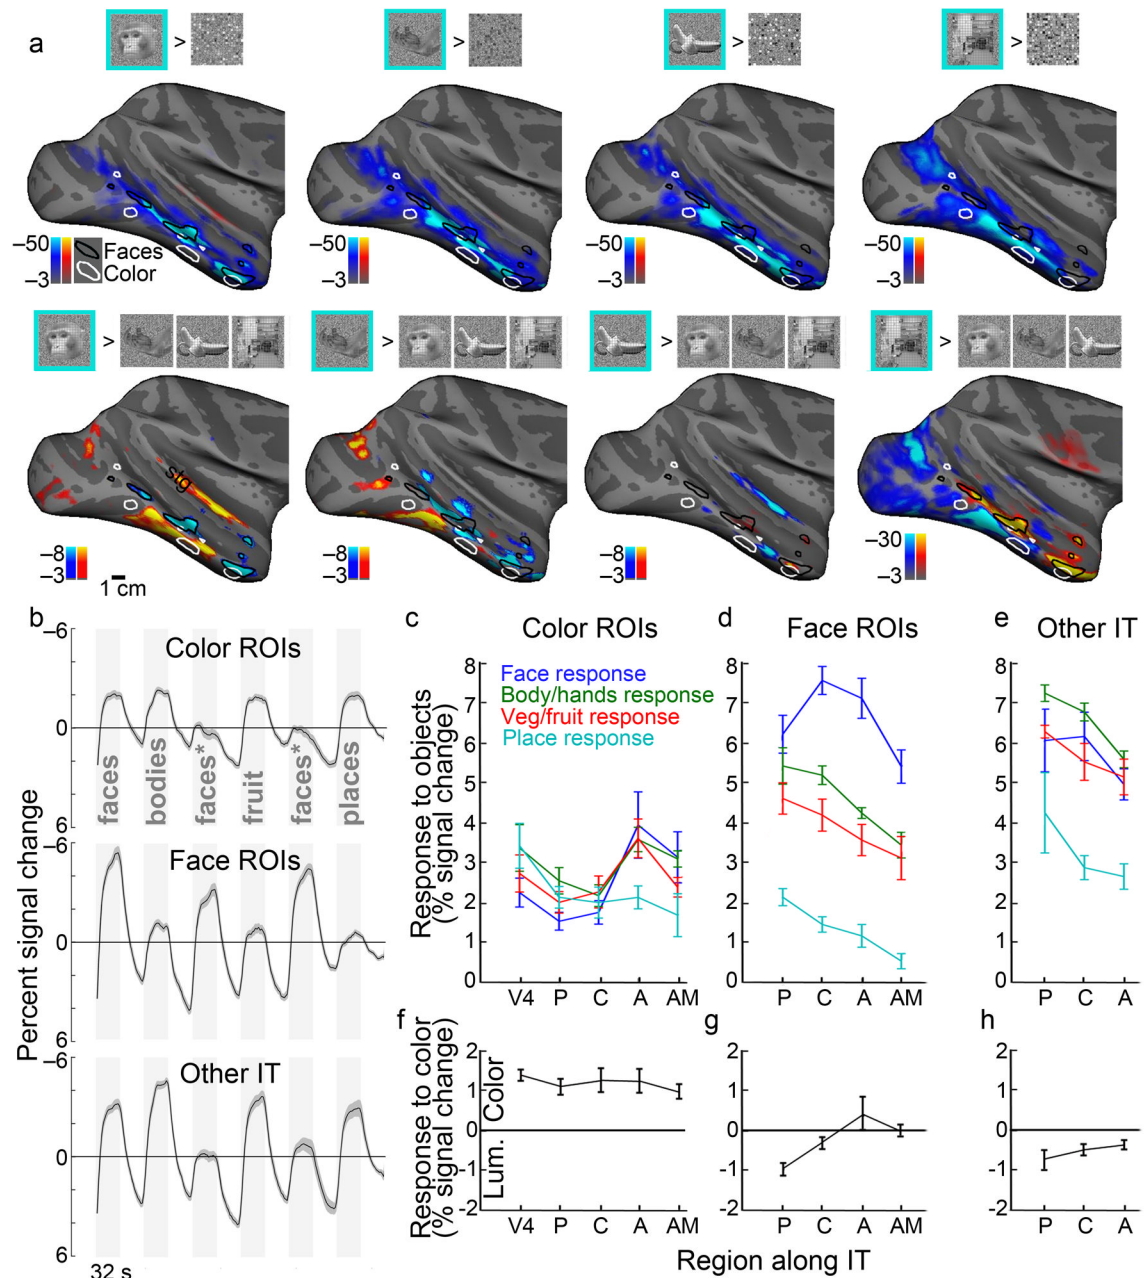 a
> > > >
–50 –3 Faces Color
–50 –3
–50 –3
–50 –3
> > > >
stg
–8 –3
–8 –3
–8 –3
–30 –3
1 cm
b
Percent signal change
–6 0 6
Color ROIs
faces bodies faces* fruit faces* places
–6 0 6
Face ROIs
–6 0 6
Other IT
32 s
c Color ROIs
Response to objects
(% signal change)
8 7 6 5 4 3 2 1 0
Face response
Body/hands response
Veg/fruit response
Place response
V4 P C A AM
d Face ROIs
8 7 6 5 4 3 2 1 0
P C A AM
e Other IT
8 7 6 5 4 3 2 1 0
P C A
f
Response to color
(% signal change)
2 1 0 -1 -2
Color
Lum.
V4 P C A AM
g
2 1 0 -1 -2
P C A AM
h
2 1 0 -1 -2
P C A
Region along IT